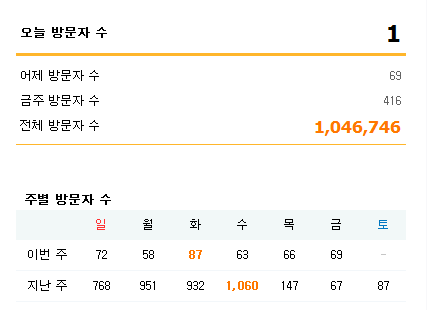 오늘 방문자 수 1
어제 방문자 수 69
금주 방문자 수 416
전체 방문자 수 1,046,746
주별 방문자 수
일 월 화 수 목 금 토
이번 주 72 58 87 63 66 69 -
지난 주 768 951 932 1,060 147 67 87